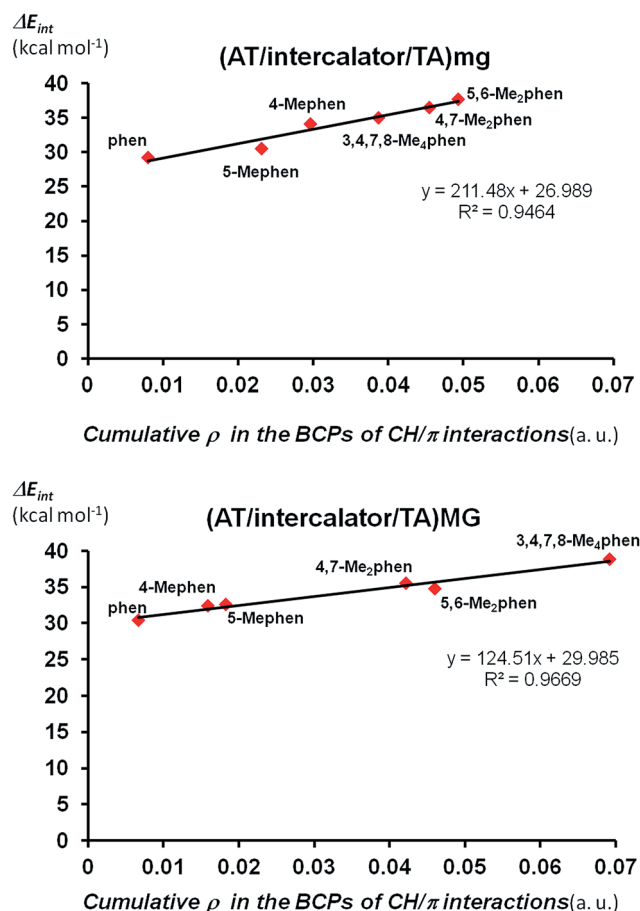 ΔE_int
(kcal mol⁻¹)
(AT/intercalator/TA)mg
40
35
30
25
20
15
10
5
0
phen
5-Mephen
4-Mephen
3,4,7,8-Me₄phen
4,7-Me₂phen
5,6-Me₂phen
y = 211.48x + 26.989
R² = 0.9464
0 0.01 0.02 0.03 0.04 0.05 0.06 0.07
Cumulative ρ in the BCPs of CH/π interactions(a. u.)
ΔE_int
(kcal mol⁻¹)
(AT/intercalator/TA)MG
40
35
30
25
20
15
10
5
0
phen
4-Mephen
5-Mephen
4,7-Me₂phen
5,6-Me₂phen
3,4,7,8-Me₄phen
y = 124.51x + 29.985
R² = 0.9669
0 0.01 0.02 0.03 0.04 0.05 0.06 0.07
Cumulative ρ in the BCPs of CH/π interactions(a. u.)